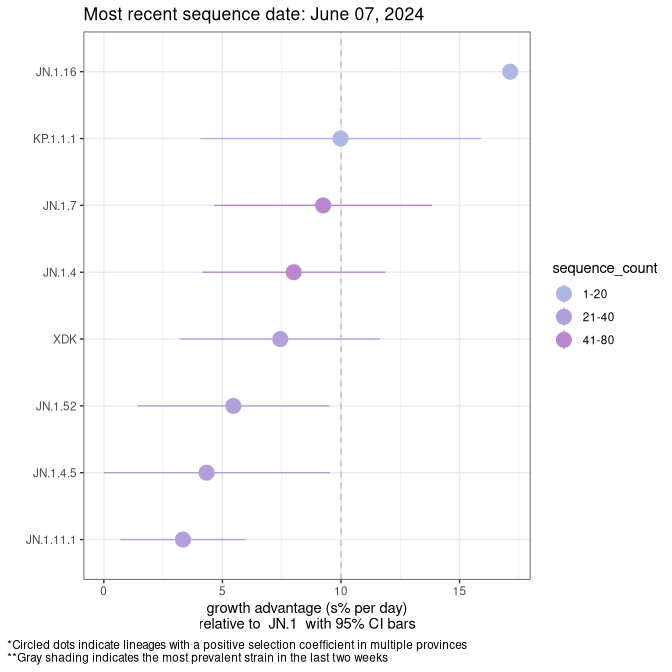 Most recent sequence date: June 07, 2024
JN.1.16
KP.1.1.1
JN.1.7
JN.1.4
XDK
JN.1.52
JN.1.4.5
JN.1.11.1
0 5 10 15
growth advantage (s% per day)
relative to JN.1 with 95% CI bars
sequence_count
1-20
21-40
41-80
*Circled dots indicate lineages with a positive selection coefficient in multiple provinces
**Gray shading indicates the most prevalent strain in the last two weeks